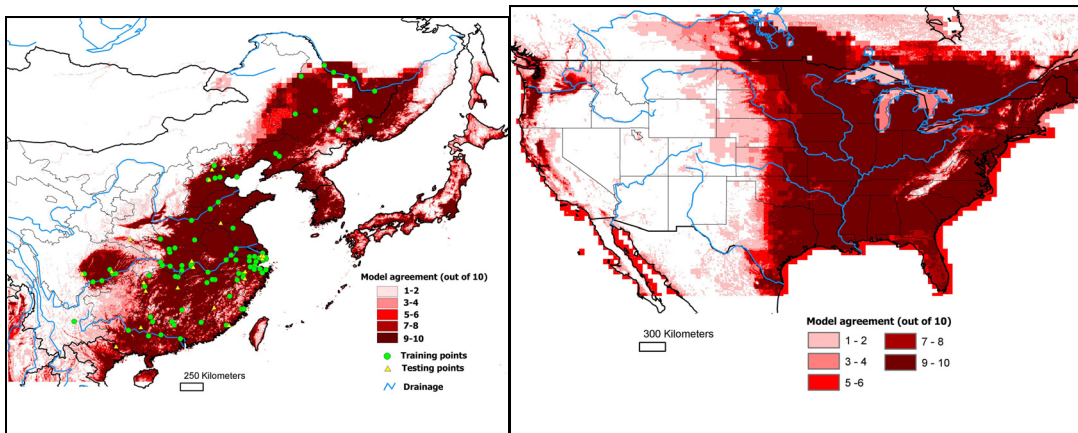 Model agreement (out of 10)
1-2
3-4
5-6
7-8
9-10
Training points
Testing points
Drainage
250 Kilometers
300 Kilometers
Model agreement (out of 10)
1 - 2
3 - 4
5 -6
7 - 8
9 - 10